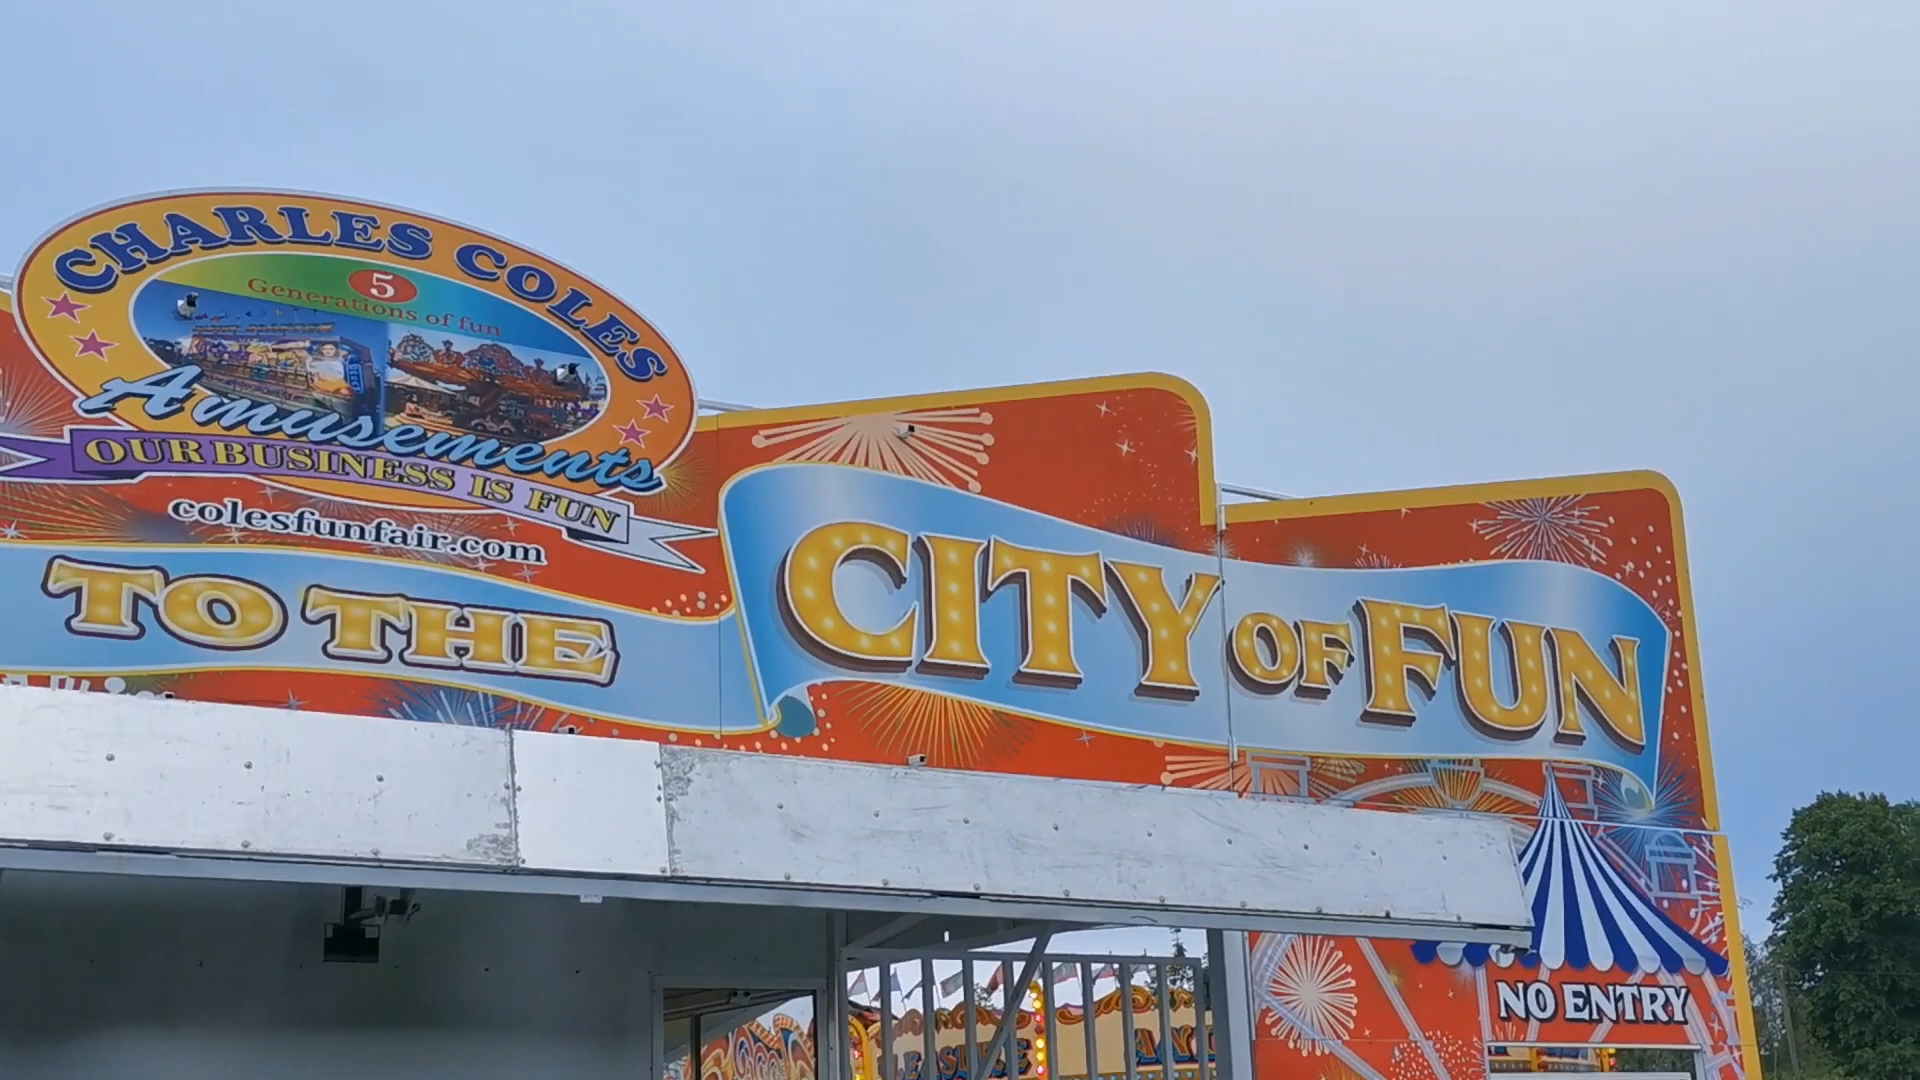 CHARLES COLES
5
Generations of fun
Amusements
OUR BUSINESS IS FUN
colesfunfair.com
TO THE
CITY OF FUN
NO ENTRY